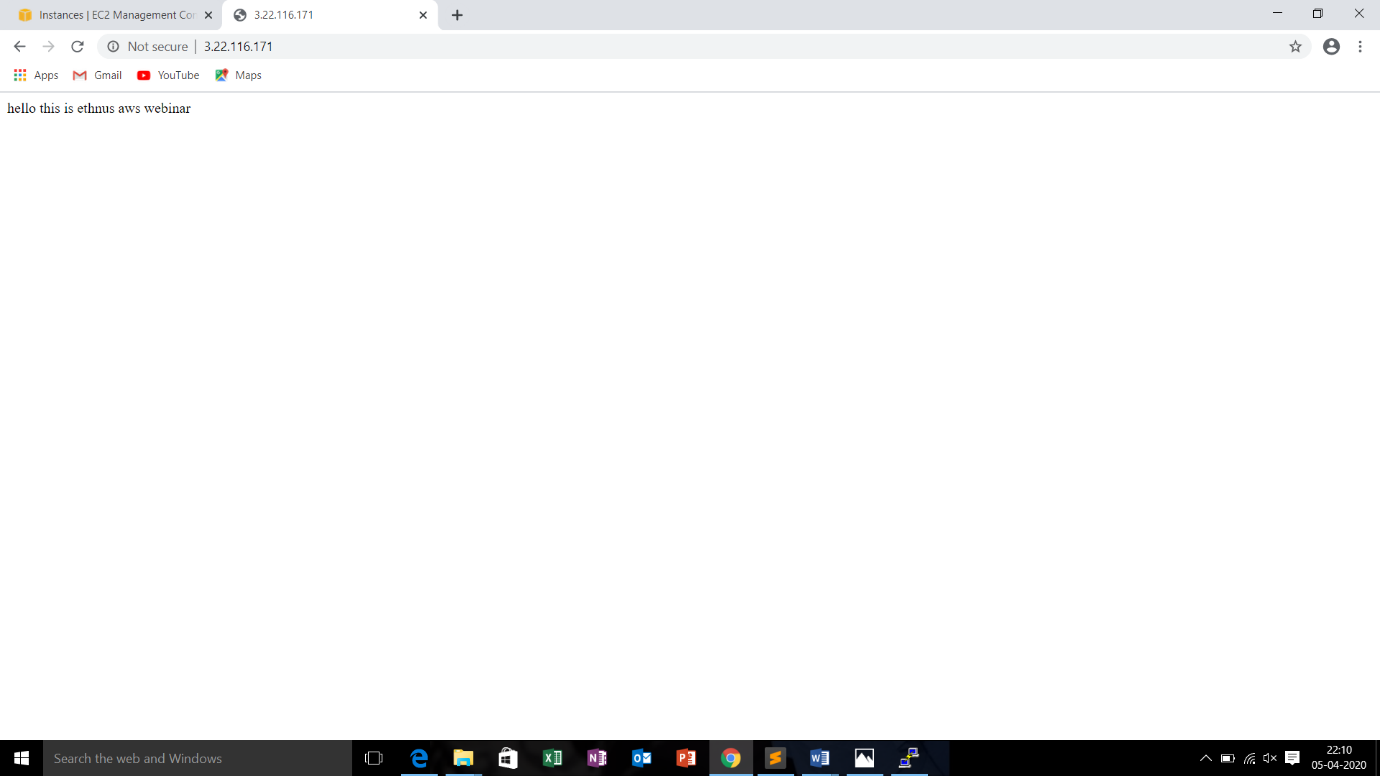 Instances | EC2 Management Con
3.22.116.171
Not secure | 3.22.116.171
Apps Gmail YouTube Maps
hello this is ethnus aws webinar
Search the web and Windows
22:10
05-04-2020